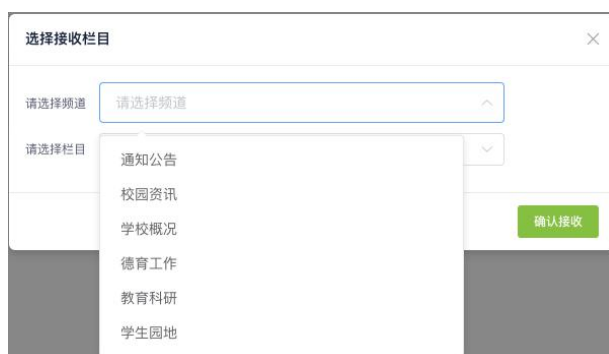 选择接收栏目
请选择频道 请选择频道
请选择栏目
通知公告
校园资讯
学校概况
确认接收
德育工作
教育科研
学生园地